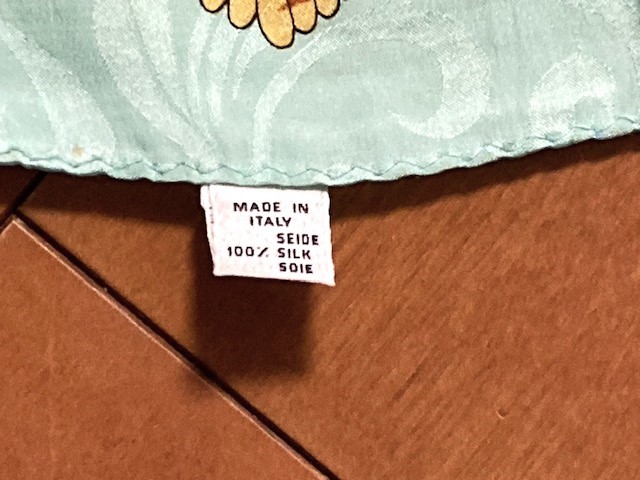 MADE IN
ITALY
SEIDE
100% SILK
SOIE